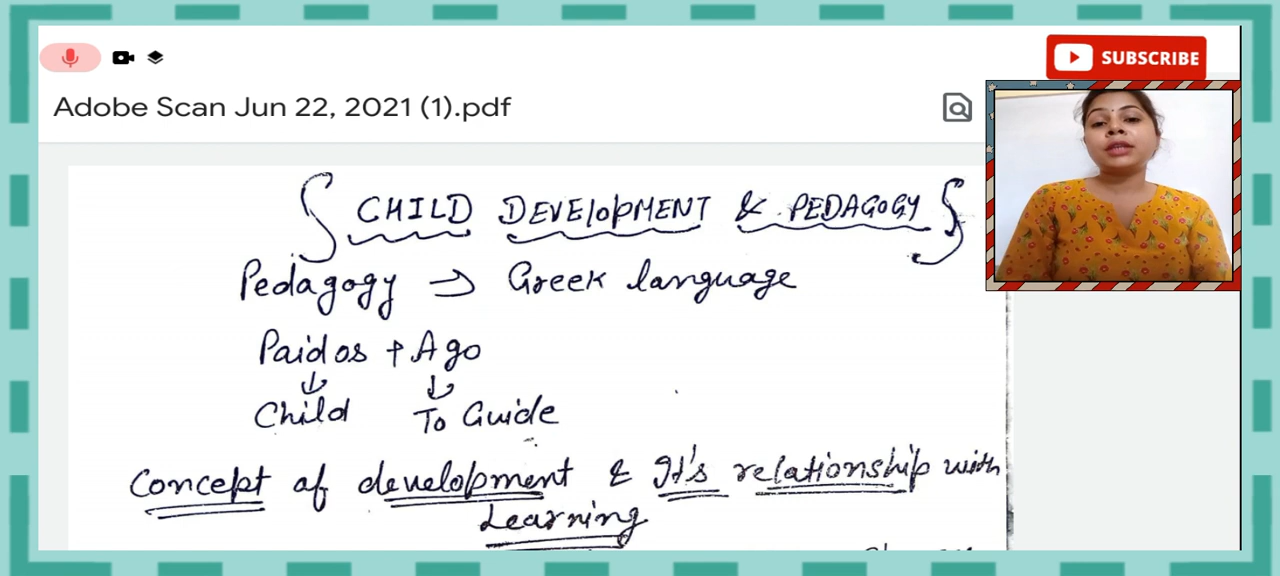 SUBSCRIBE
Adobe Scan Jun 22, 2021 (1).pdf
CHILD DEVElopMENT & PEDAGOGY
Pedagogy ⇒ Greek language
Paidos + Ago
↓ ↓
Child To Guide
Concept of development & It's relationship with
Learning